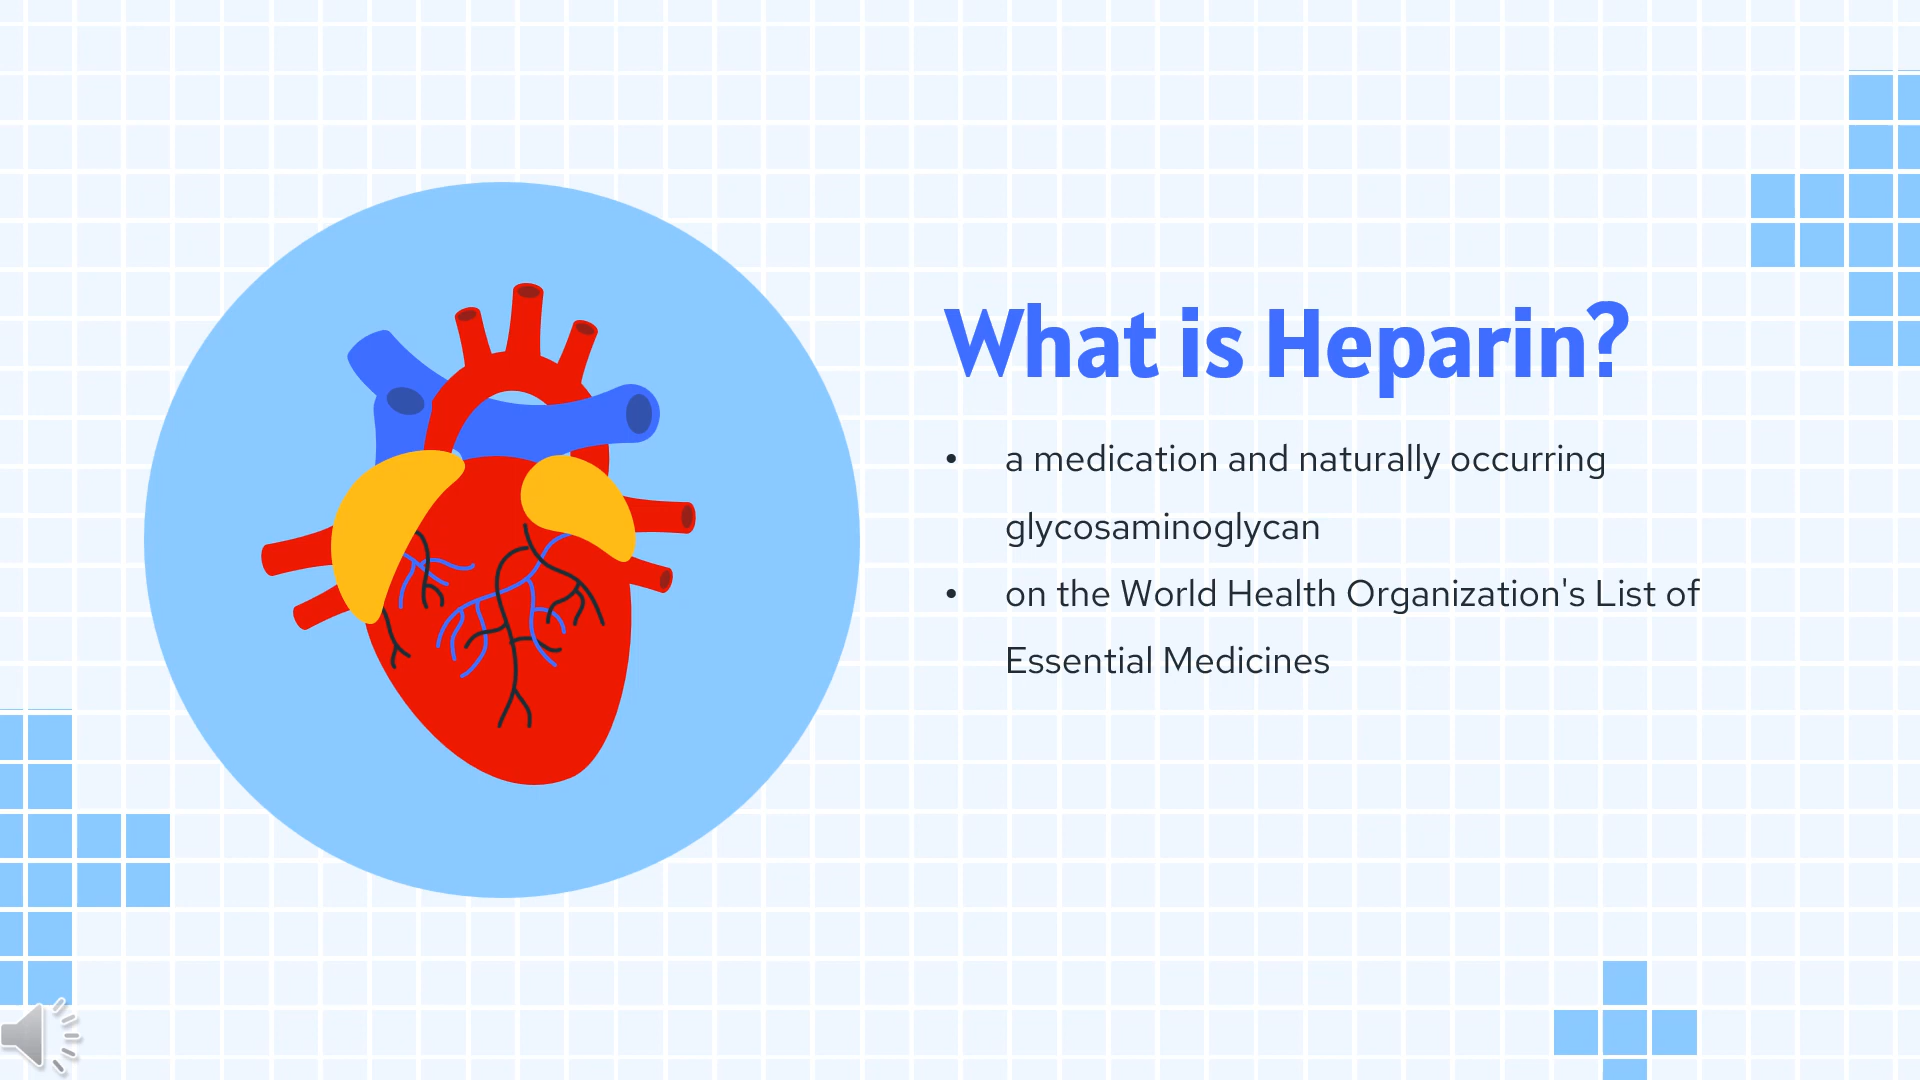 What is Heparin?
• a medication and naturally occurring
glycosaminoglycan
• on the World Health Organization's List of
Essential Medicines